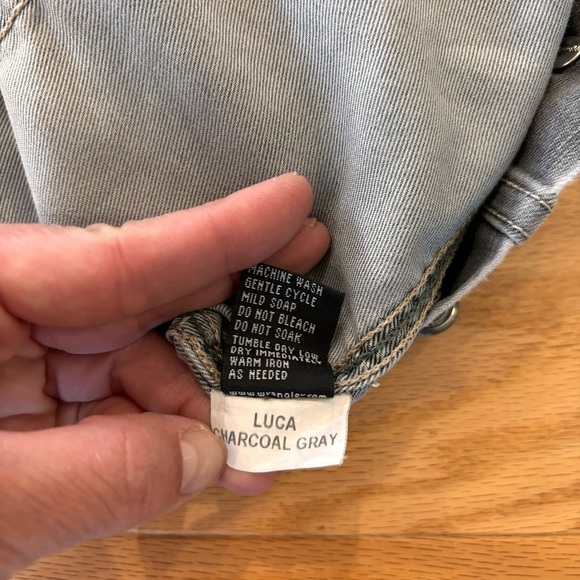 MACHINE WASH
GENTLE CYCLE
MILD SOAP
DO NOT BLEACH
DO NOT SOAK
TUMBLE DRY LOW
DRY IMMEDIATELY
WARM IRON
AS NEEDED
LUCA
CHARCOAL GRAY